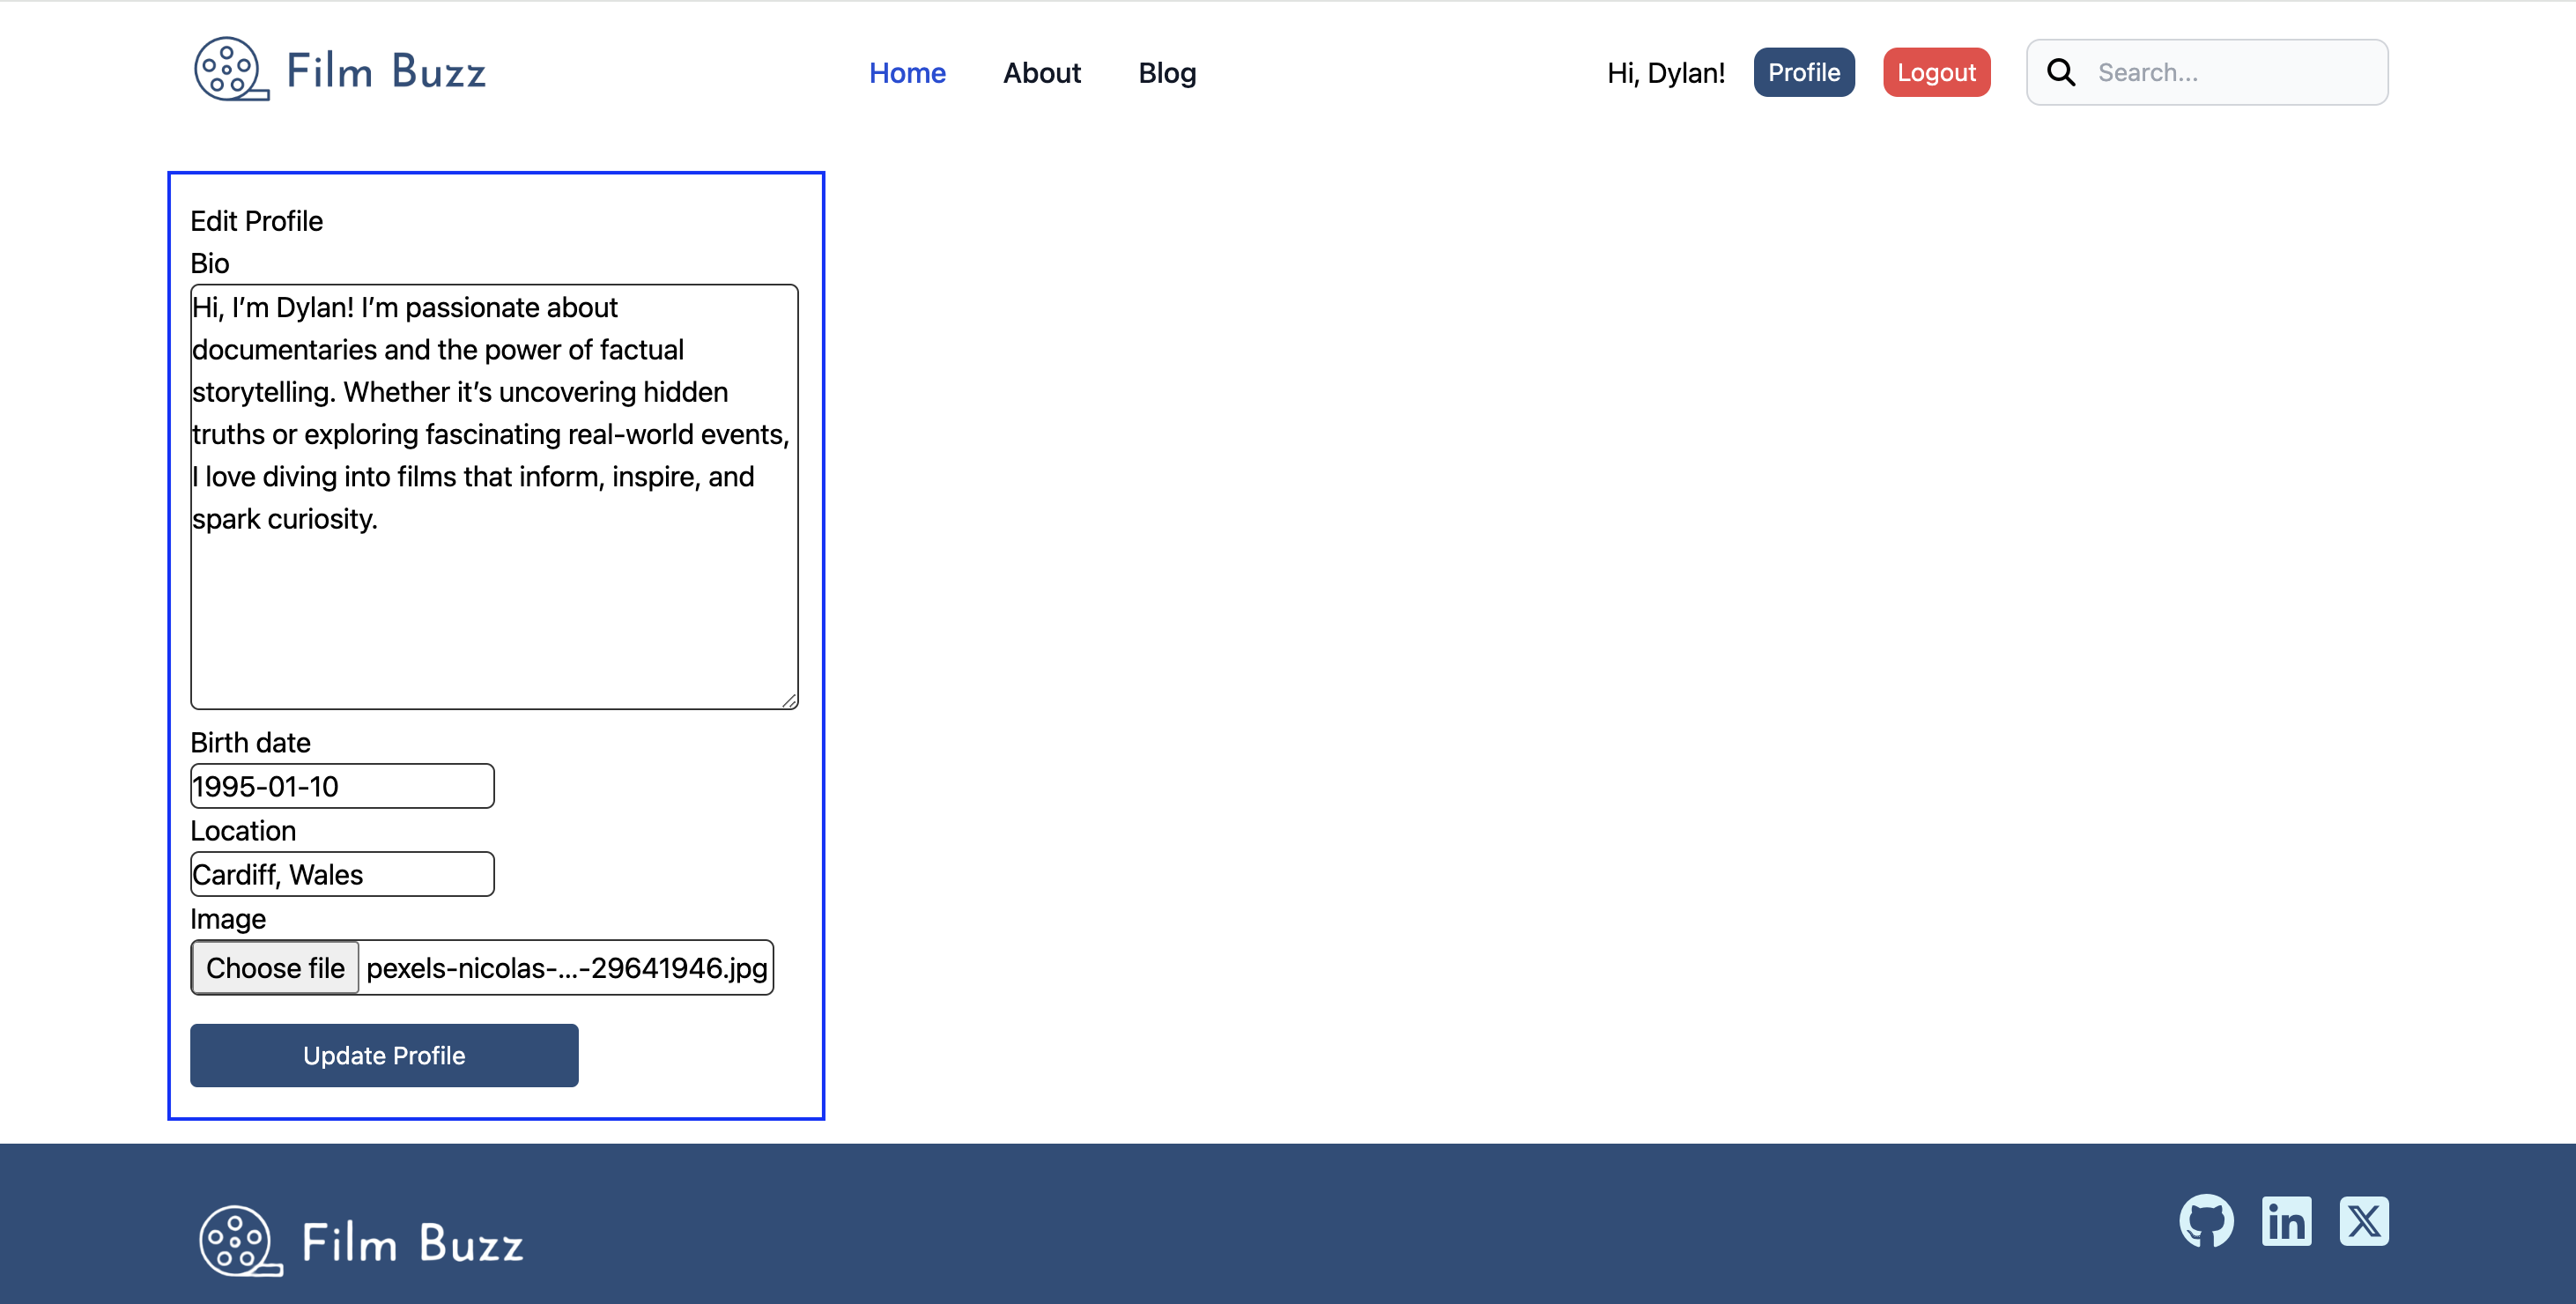 Film Buzz
Home About Blog
Hi, Dylan! Profile Logout Search...
Edit Profile
Bio
Hi, I’m Dylan! I’m passionate about
documentaries and the power of factual
storytelling. Whether it’s uncovering hidden
truths or exploring fascinating real-world events,
I love diving into films that inform, inspire, and
spark curiosity.
Birth date
1995-01-10
Location
Cardiff, Wales
Image
Choose file pexels-nicolas-...-29641946.jpg
Update Profile
Film Buzz
in X